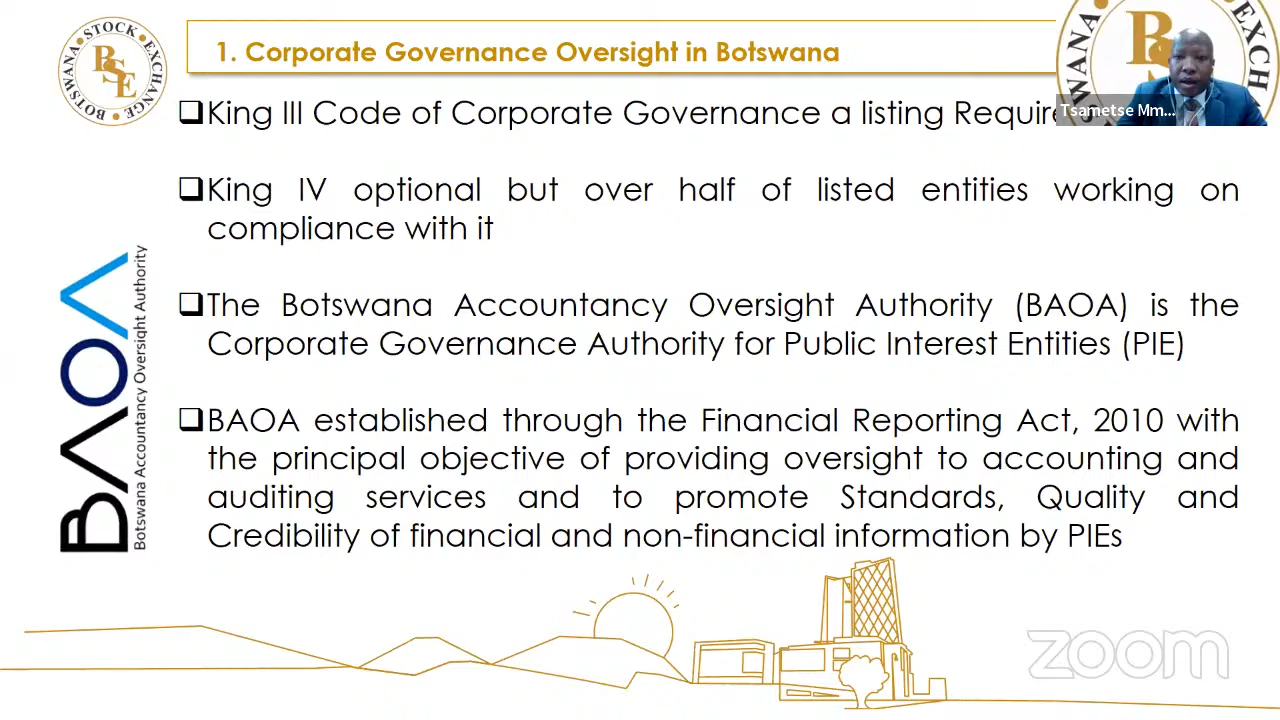 BOTSWANA STOCK EXCHANGE
BSE
1. Corporate Governance Oversight in Botswana
BSE
Tsametse Mm...
King III Code of Corporate Governance a listing
King IV optional but over half of listed entities working on
compliance with it
The Botswana Accountancy Oversight Authority (BAOA) is the
Corporate Governance Authority for Public Interest Entities (PIE)
BAOA established through the Financial Reporting Act, 2010 with
the principal objective of providing oversight to accounting and
auditing services and to promote Standards, Quality and
Credibility of financial and non-financial information by PIEs
BAOA
Botswana Accountancy Oversight Authority
zoom